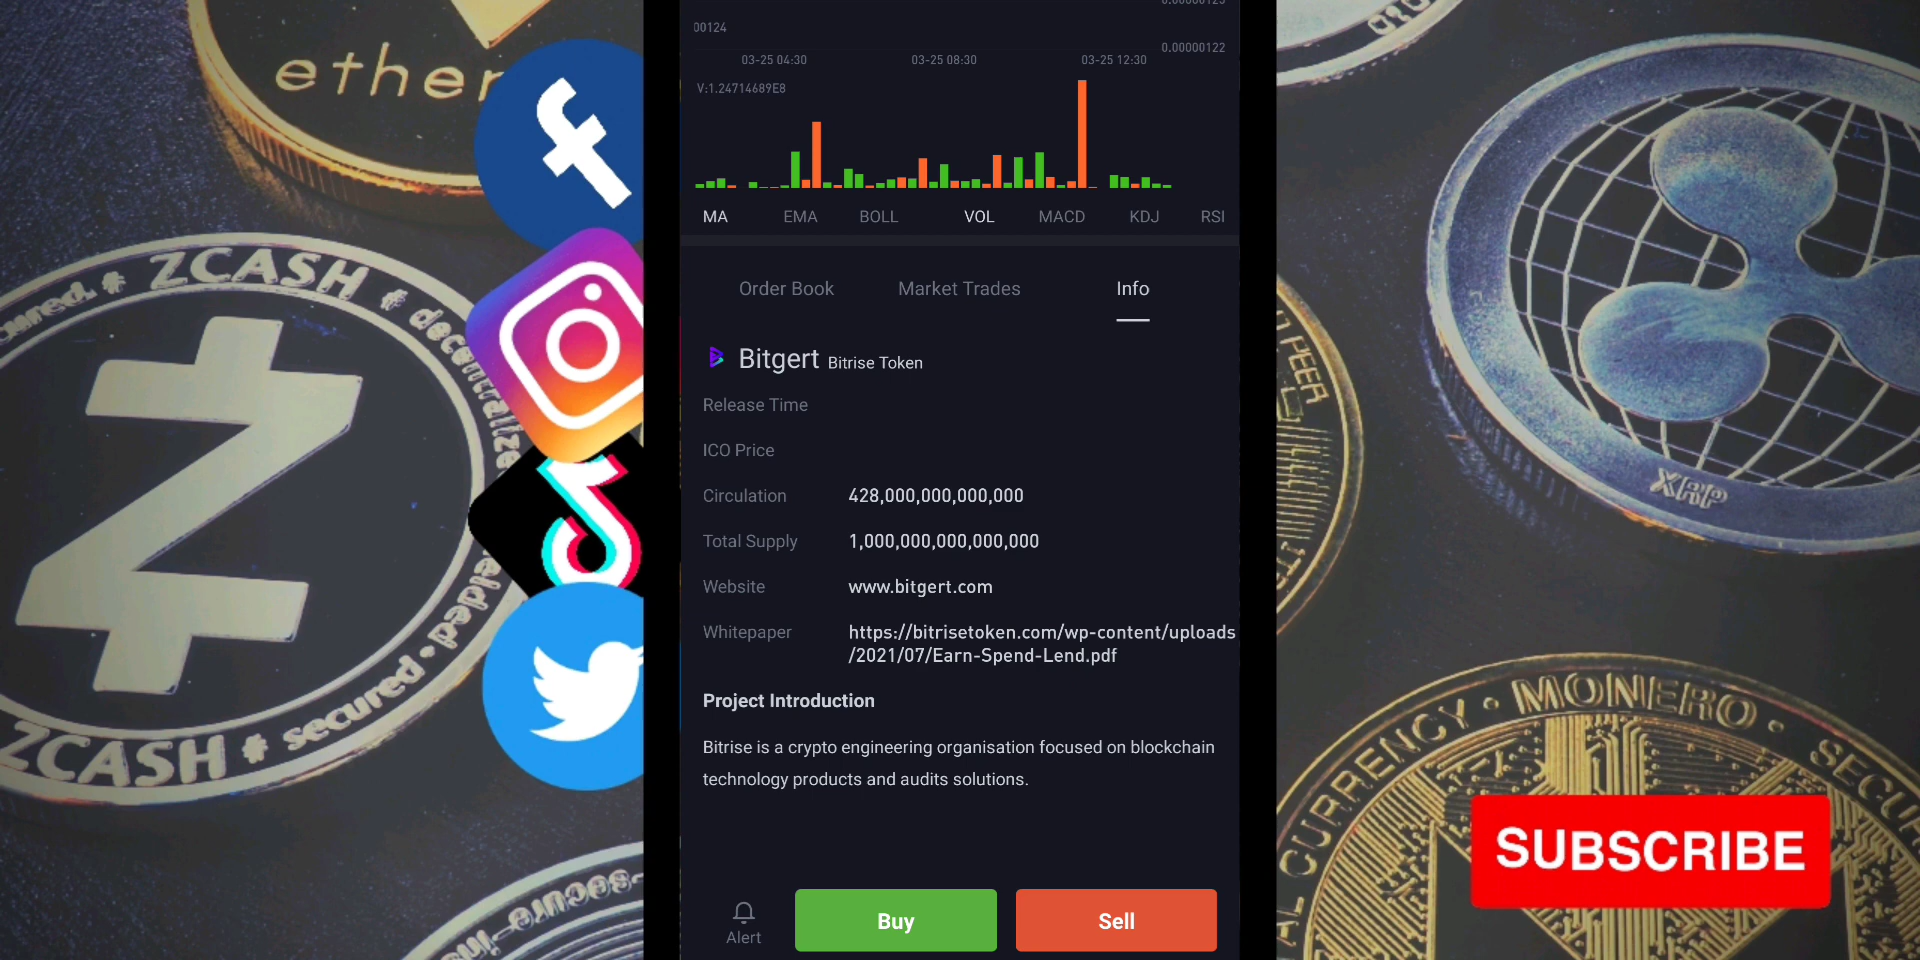 00124
0.00000122
03-25 04:30
03-25 08:30
03-25 12:30
V:1.24714689E8
MA
EMA
BOLL
VOL
MACD
KDJ
RSI
Order Book
Market Trades
Info
Bitgert Bitrise Token
Release Time
ICO Price
Circulation 428,000,000,000,000
Total Supply 1,000,000,000,000,000
Website www.bitgert.com
Whitepaper https://bitrisetoken.com/wp-content/uploads
/2021/07/Earn-Spend-Lend.pdf
Project Introduction
Bitrise is a crypto engineering organisation focused on blockchain
technology products and audits solutions.
Alert
Buy
Sell
ether
ZCASH # decentralized
ZCASH # secured •
XRP
PEER
CURRENCY • MONERO •
SUBSCRIBE